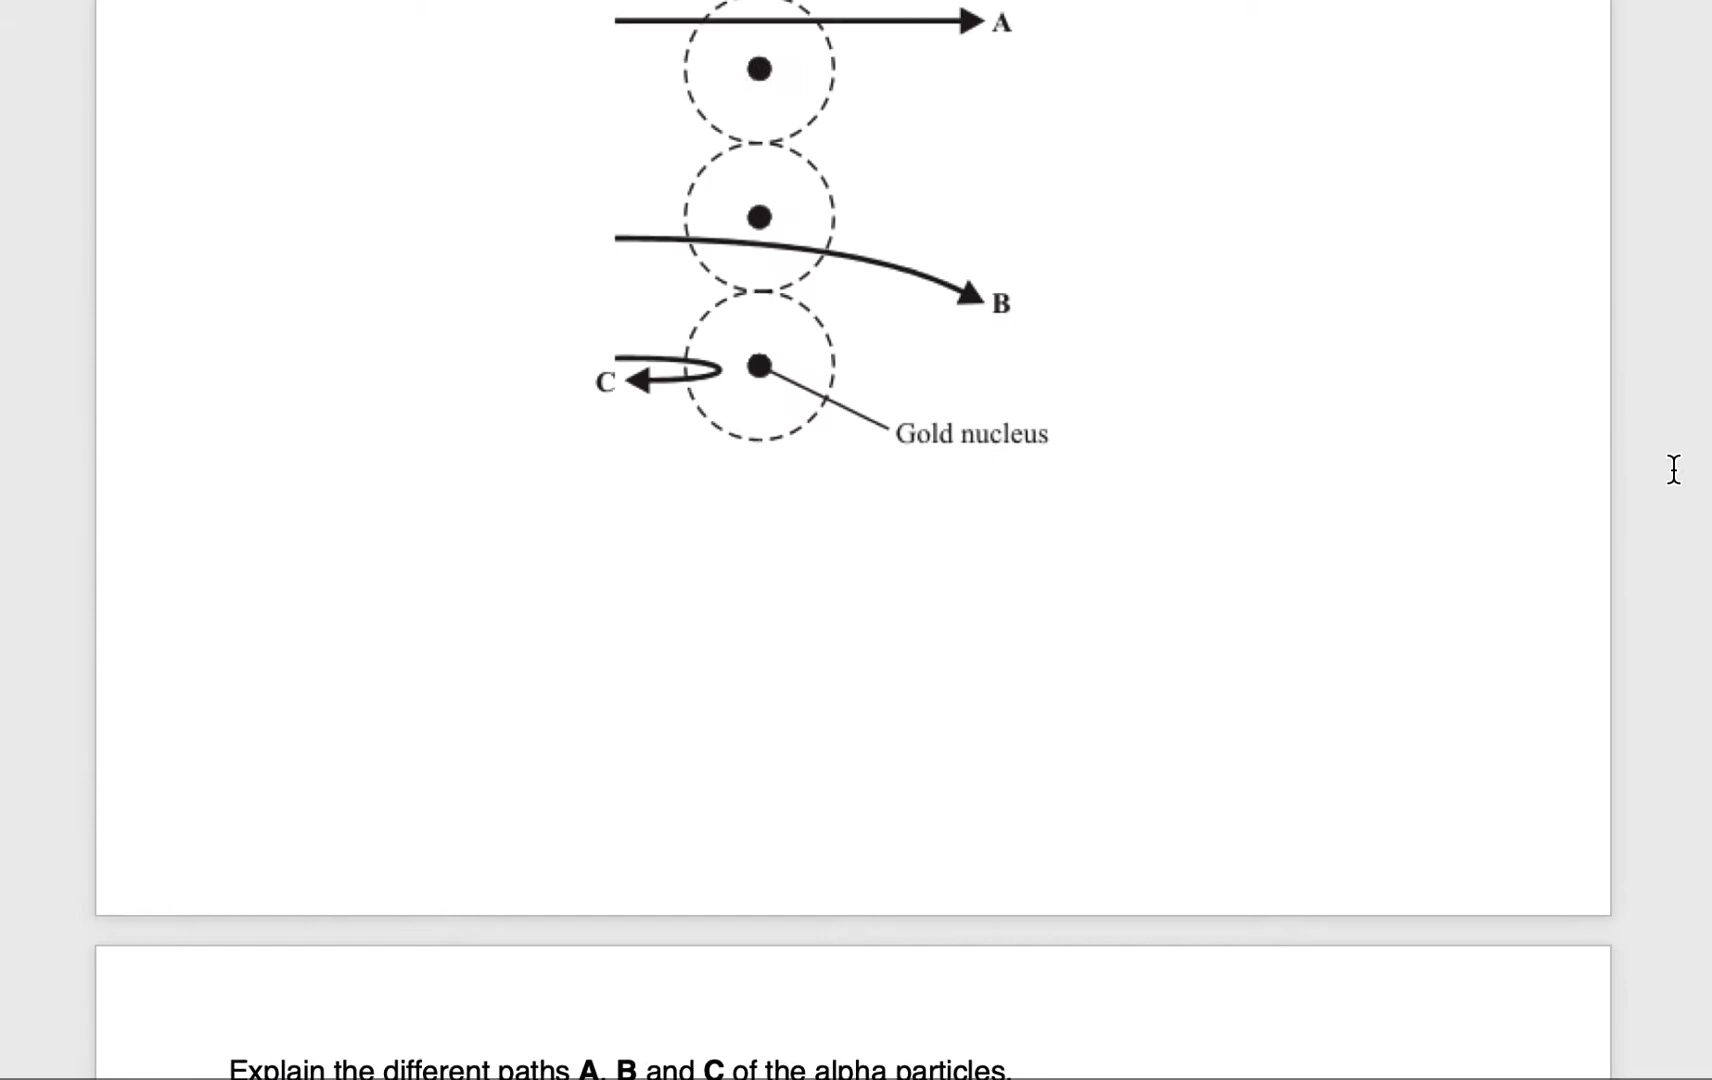 A
B
C
Gold nucleus
Explain the different paths A, B and C of the alpha particles.